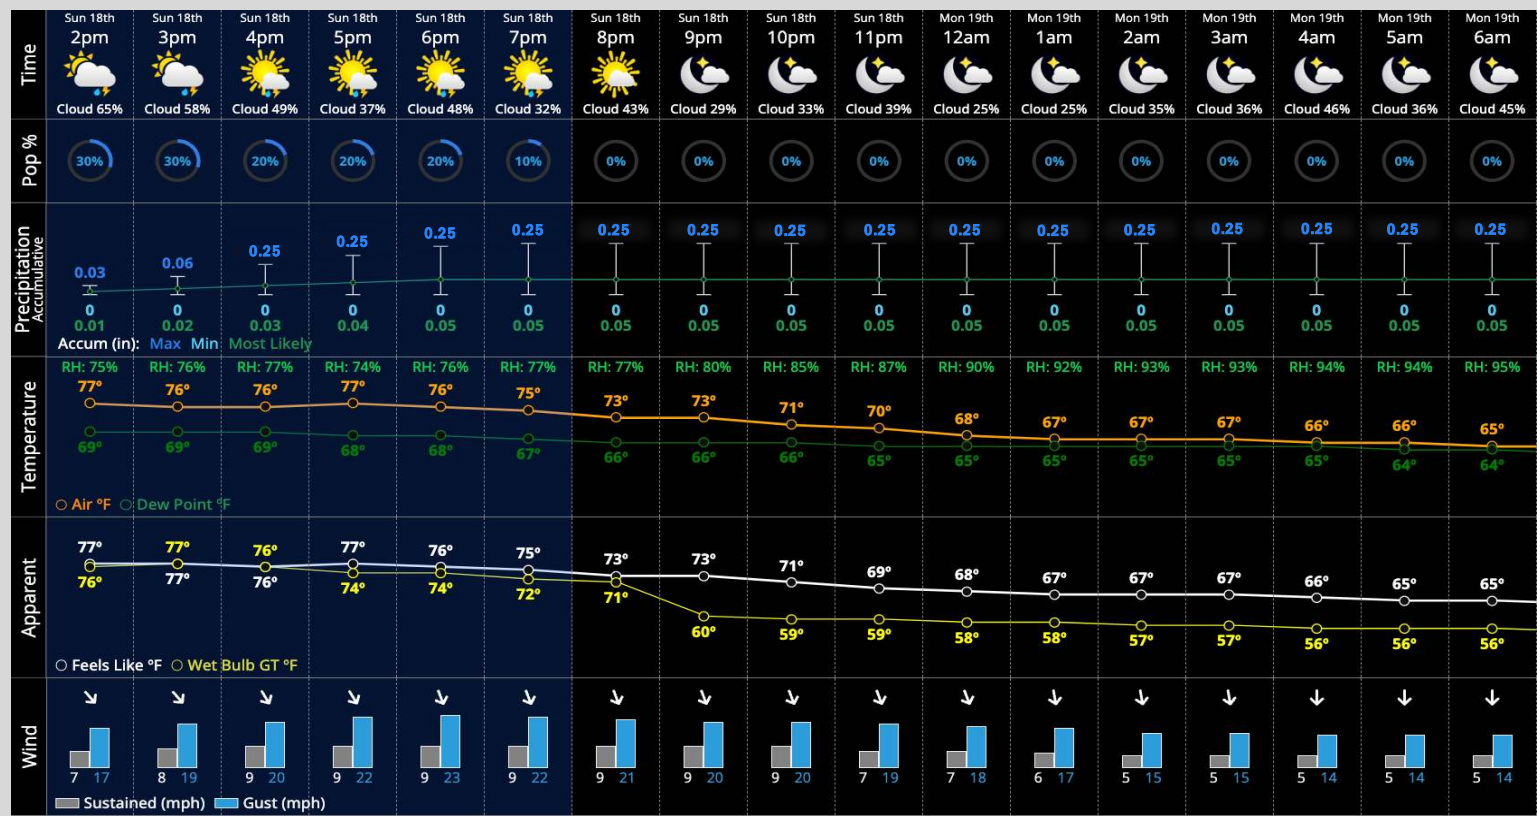 Time
Sun 18th Sun 18th Sun 18th Sun 18th Sun 18th Sun 18th Sun 18th Sun 18th Sun 18th Sun 18th Mon 19th Mon 19th Mon 19th Mon 19th Mon 19th Mon 19th Mon 19th
2pm 3pm 4pm 5pm 6pm 7pm 8pm 9pm 10pm 11pm 12am 1am 2am 3am 4am 5am 6am
Cloud 65% Cloud 58% Cloud 49% Cloud 37% Cloud 48% Cloud 32% Cloud 43% Cloud 29% Cloud 33% Cloud 39% Cloud 25% Cloud 25% Cloud 35% Cloud 36% Cloud 46% Cloud 36% Cloud 45%
Pop %
30% 30% 20% 20% 20% 10% 0% 0% 0% 0% 0% 0% 0% 0% 0% 0% 0%
Precipitation
Accumulative
0.03 0.06 0.25 0.25 0.25 0.25 0.25 0.25 0.25 0.25 0.25 0.25 0.25 0.25 0.25 0.25 0.25
0 0 0 0 0 0 0 0 0 0 0 0 0 0 0 0 0
0.01 0.02 0.03 0.04 0.05 0.05 0.05 0.05 0.05 0.05 0.05 0.05 0.05 0.05 0.05 0.05 0.05
Accum (in): Max Min Most Likely
Temperature
RH: 75% RH: 76% RH: 77% RH: 74% RH: 76% RH: 77% RH: 77% RH: 80% RH: 85% RH: 87% RH: 90% RH: 92% RH: 93% RH: 93% RH: 94% RH: 94% RH: 95%
77° 76° 76° 77° 76° 75° 73° 73° 71° 70° 68° 67° 67° 67° 66° 66° 65°
69° 69° 69° 68° 68° 67° 66° 66° 66° 65° 65° 65° 65° 65° 65° 64° 64°
Air ºF Dew Point ºF
Apparent
77° 77° 76° 77° 76° 75° 73° 73° 71° 69° 68° 67° 67° 67° 66° 65° 65°
76° 77° 76° 74° 74° 72° 71° 60° 59° 59° 58° 58° 57° 57° 56° 56° 56°
Feels Like ºF Wet Bulb GT ºF
Wind
7 17 8 19 9 20 9 22 9 23 9 22 9 21 9 20 9 20 7 19 7 18 6 17 5 15 5 15 5 14 5 14 5 14
Sustained (mph) Gust (mph)